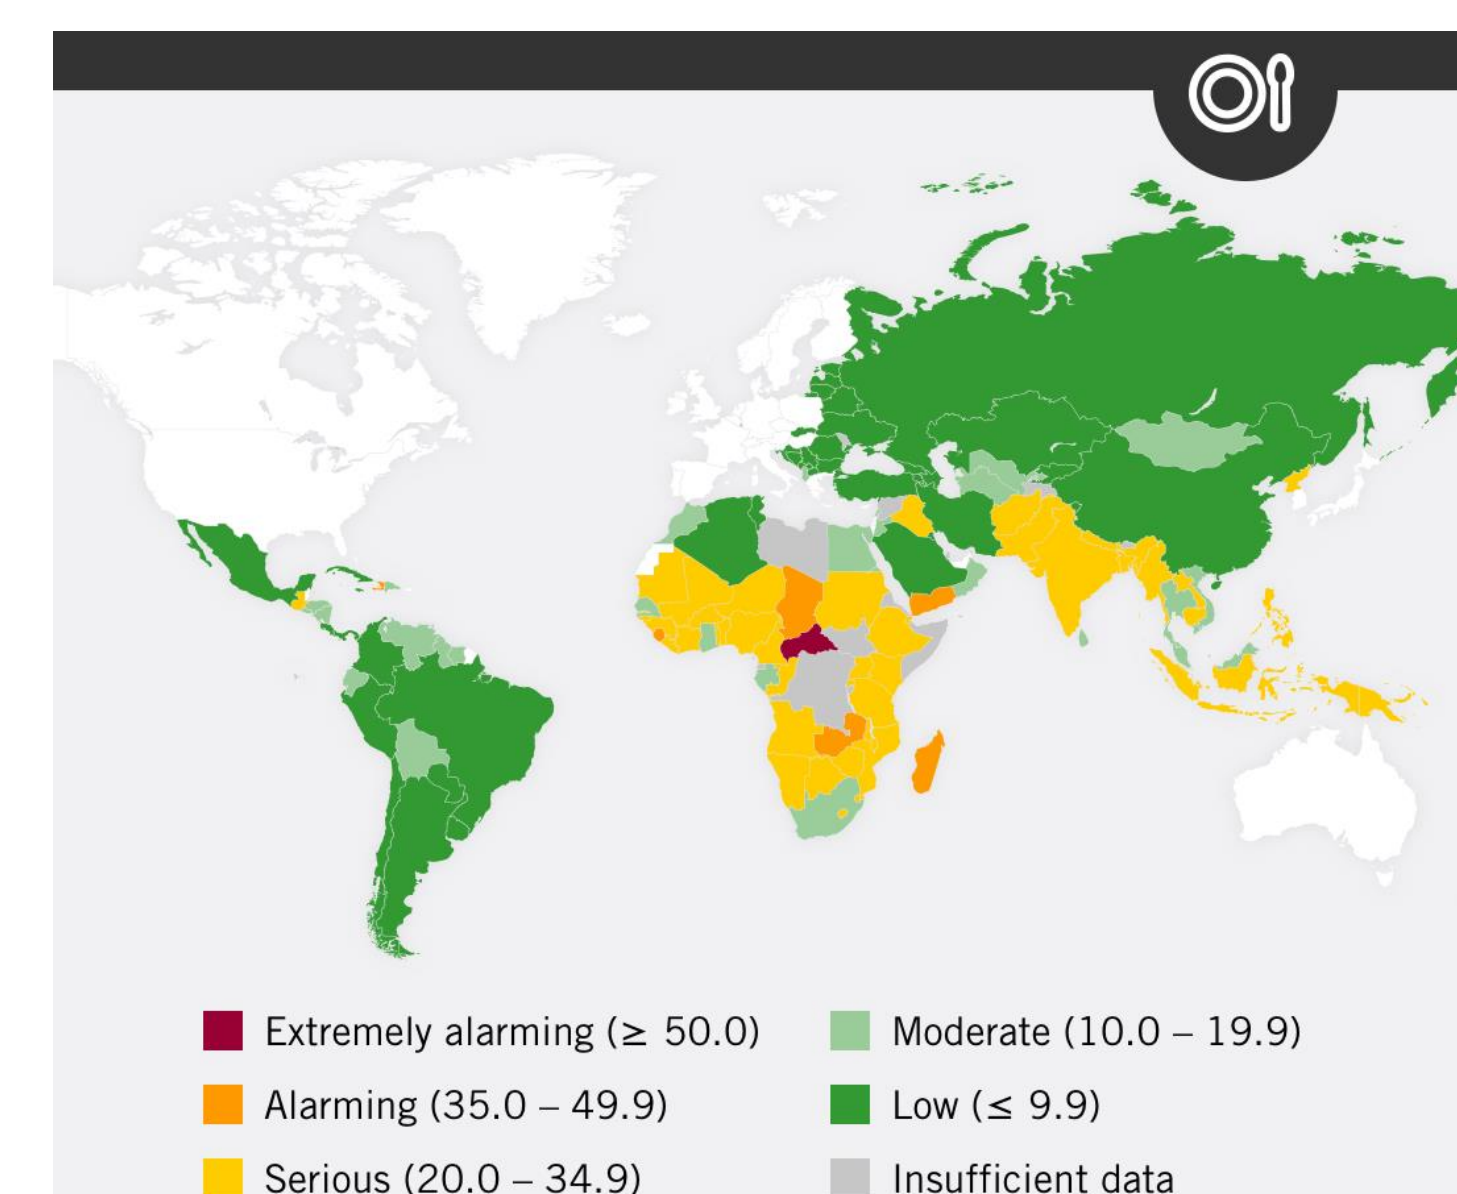 Extremely alarming (≥ 50.0)
Moderate (10.0 – 19.9)
Alarming (35.0 – 49.9)
Low (≤ 9.9)
Serious (20.0 – 34.9)
Insufficient data